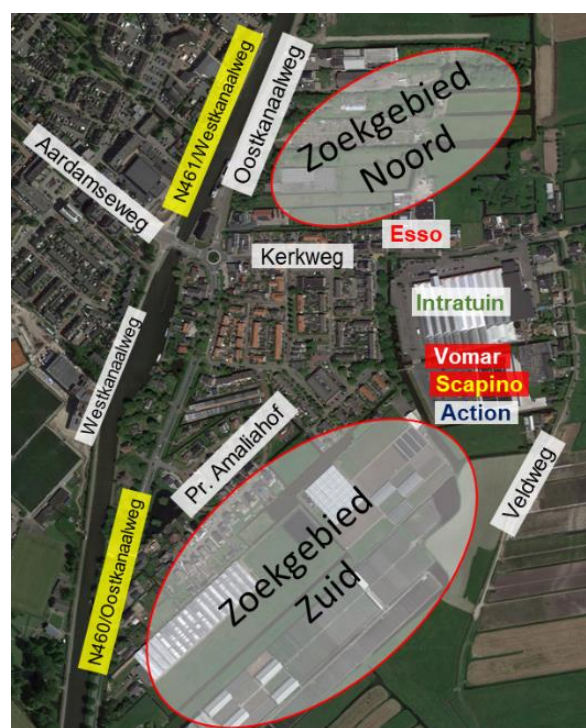 N461/Westkanaalweg
Oostkanaalweg
Aardamseweg
Zoekgebied
Noord
Esso
Kerkweg
Intratuin
Vomar
Scapino
Action
Westkanaalweg
Pr. Amaliahof
Veldweg
N460/Oostkanaalweg
Zoekgebied
Zuid